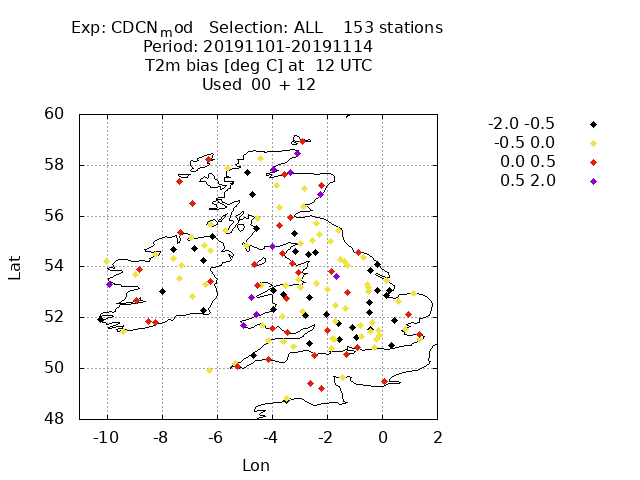 Exp: CDCNmod Selection: ALL 153 stations
Period: 20191101-20191114
T2m bias [deg C] at 12 UTC
Used 00 + 12
-2.0 -0.5
-0.5 0.0
0.0 0.5
0.5 2.0
60
58
56
54
52
50
48
Lat
-10 -8 -6 -4 -2 0 2
Lon